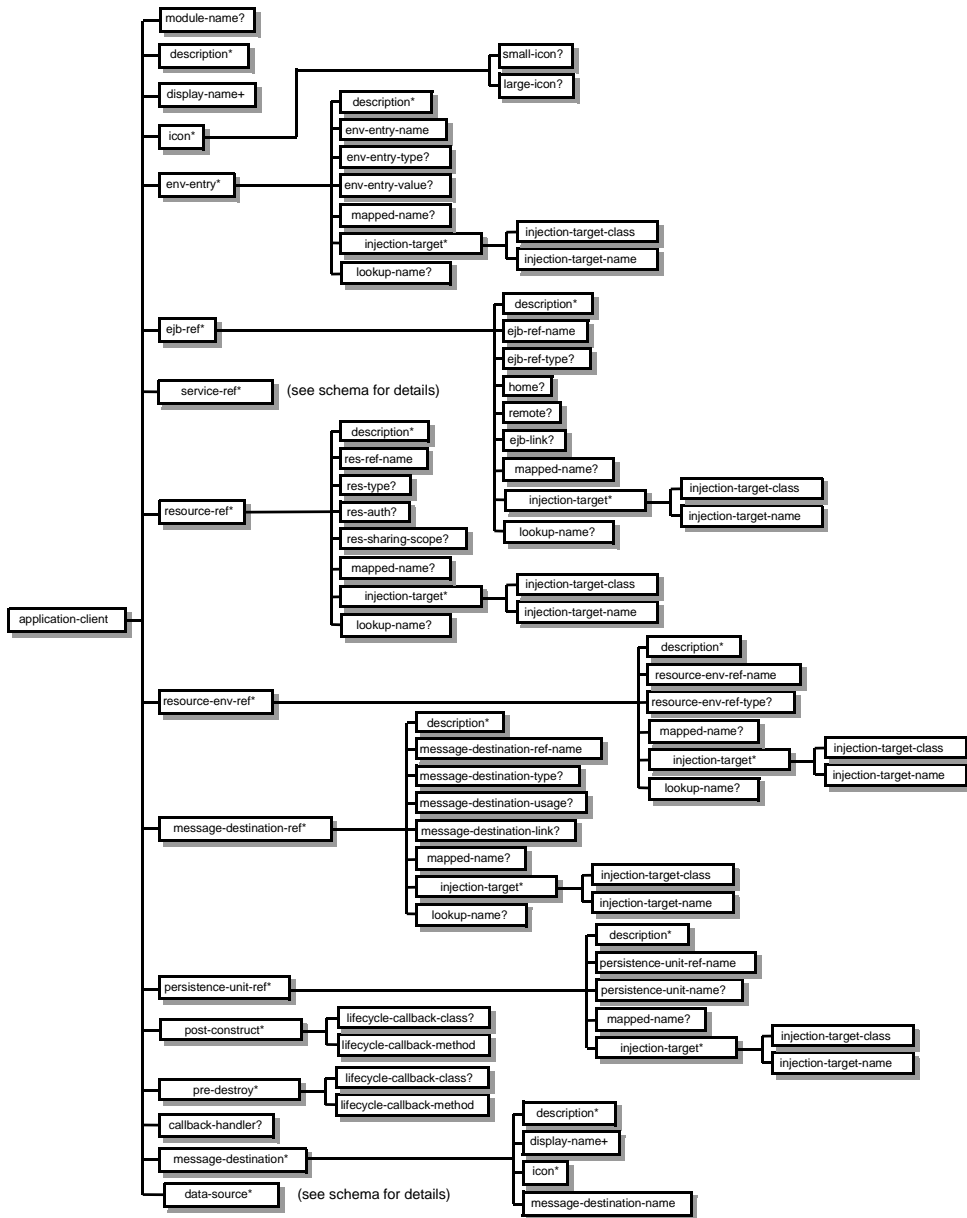 module-name?
description*
display-name+
icon*
small-icon?
large-icon?
env-entry*
description*
env-entry-name
env-entry-type?
env-entry-value?
mapped-name?
injection-target*
injection-target-class
injection-target-name
lookup-name?
ejb-ref*
description*
ejb-ref-name
ejb-ref-type?
home?
remote?
ejb-link?
mapped-name?
injection-target*
injection-target-class
injection-target-name
lookup-name?
service-ref*
(see schema for details)
resource-ref*
description*
res-ref-name
res-type?
res-auth?
res-sharing-scope?
mapped-name?
injection-target*
injection-target-class
injection-target-name
lookup-name?
application-client
resource-env-ref*
description*
resource-env-ref-name
resource-env-ref-type?
mapped-name?
injection-target*
injection-target-class
injection-target-name
lookup-name?
message-destination-ref*
description*
message-destination-ref-name
message-destination-type?
message-destination-usage?
message-destination-link?
mapped-name?
injection-target*
injection-target-class
injection-target-name
lookup-name?
persistence-unit-ref*
description*
persistence-unit-ref-name
persistence-unit-name?
mapped-name?
injection-target*
injection-target-class
injection-target-name
post-construct*
lifecycle-callback-class?
lifecycle-callback-method
pre-destroy*
lifecycle-callback-class?
lifecycle-callback-method
callback-handler?
message-destination*
description*
display-name+
icon*
message-destination-name
data-source*
(see schema for details)